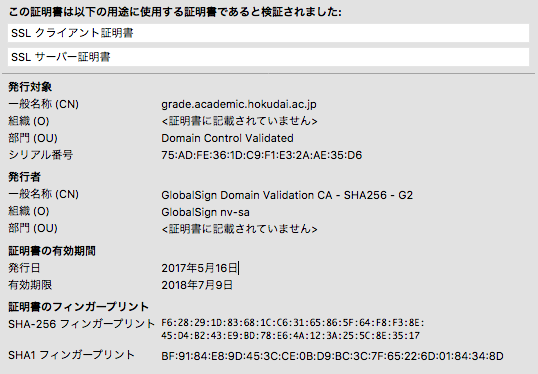 この証明書は以下の用途に使用する証明書であると検証されました:
SSL クライアント証明書
SSL サーバー証明書
発行対象
一般名称 (CN) grade.academic.hokudai.ac.jp
組織 (O) <証明書に記載されていません>
部門 (OU) Domain Control Validated
シリアル番号 75:AD:FE:36:1D:C9:F1:E3:2A:AE:35:D6
発行者
一般名称 (CN) GlobalSign Domain Validation CA - SHA256 - G2
組織 (O) GlobalSign nv-sa
部門 (OU) <証明書に記載されていません>
証明書の有効期間
発行日 2017年5月16日
有効期限 2018年7月9日
証明書のフィンガープリント
SHA-256 フィンガープリント F6:28:29:1D:83:68:1C:C6:31:65:86:5F:64:F8:F3:8E:
45:D4:B2:43:E9:BD:78:E6:4A:12:3A:25:5C:8E:35:17
SHA1 フィンガープリント BF:91:84:E8:9D:45:3C:CE:0B:D9:BC:3C:7F:65:22:6D:01:84:34:8D